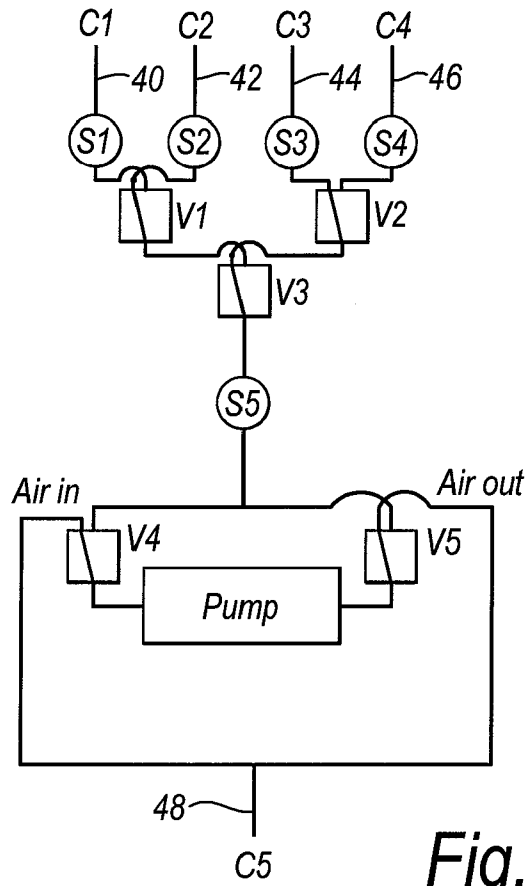 C1 C2 C3 C4
40 42 44 46
S1 S2 S3 S4
V1 V2
V3
S5
Air in Air out
V4 V5
Pump
48
C5
Fig.